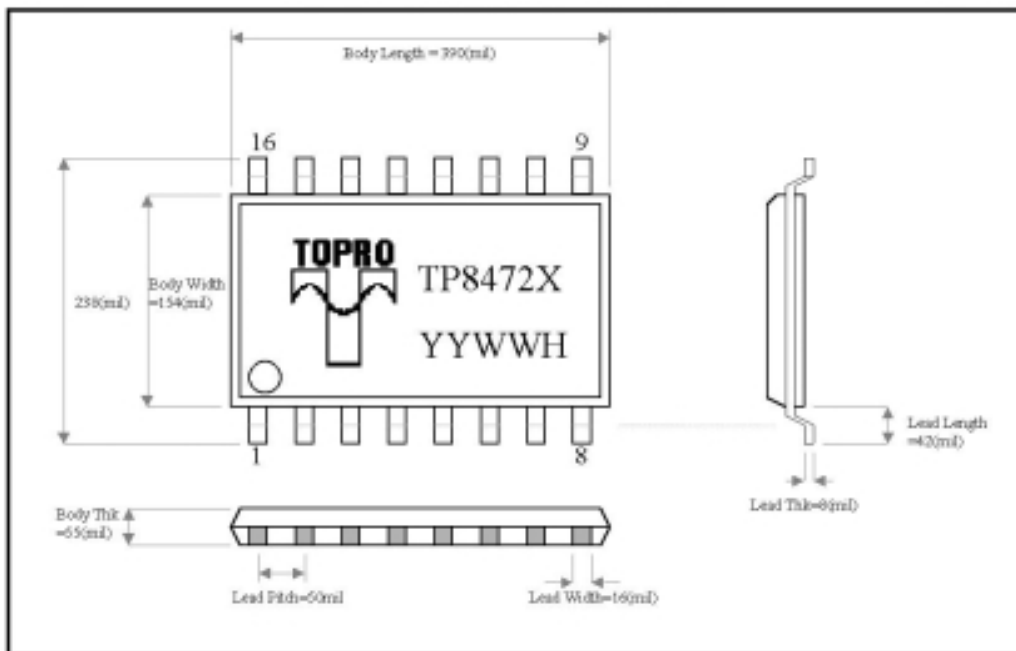 Body Length = 390(mil)
16
9
TOPRO
TP8472X
YYWWH
Body Width
=154(mil)
238(mil)
1
8
Lead Length
=42(mil)
Lead Thk=8(mil)
Body Thk
=55(mil)
Lead Pitch=50mil
Lead Width=16(mil)